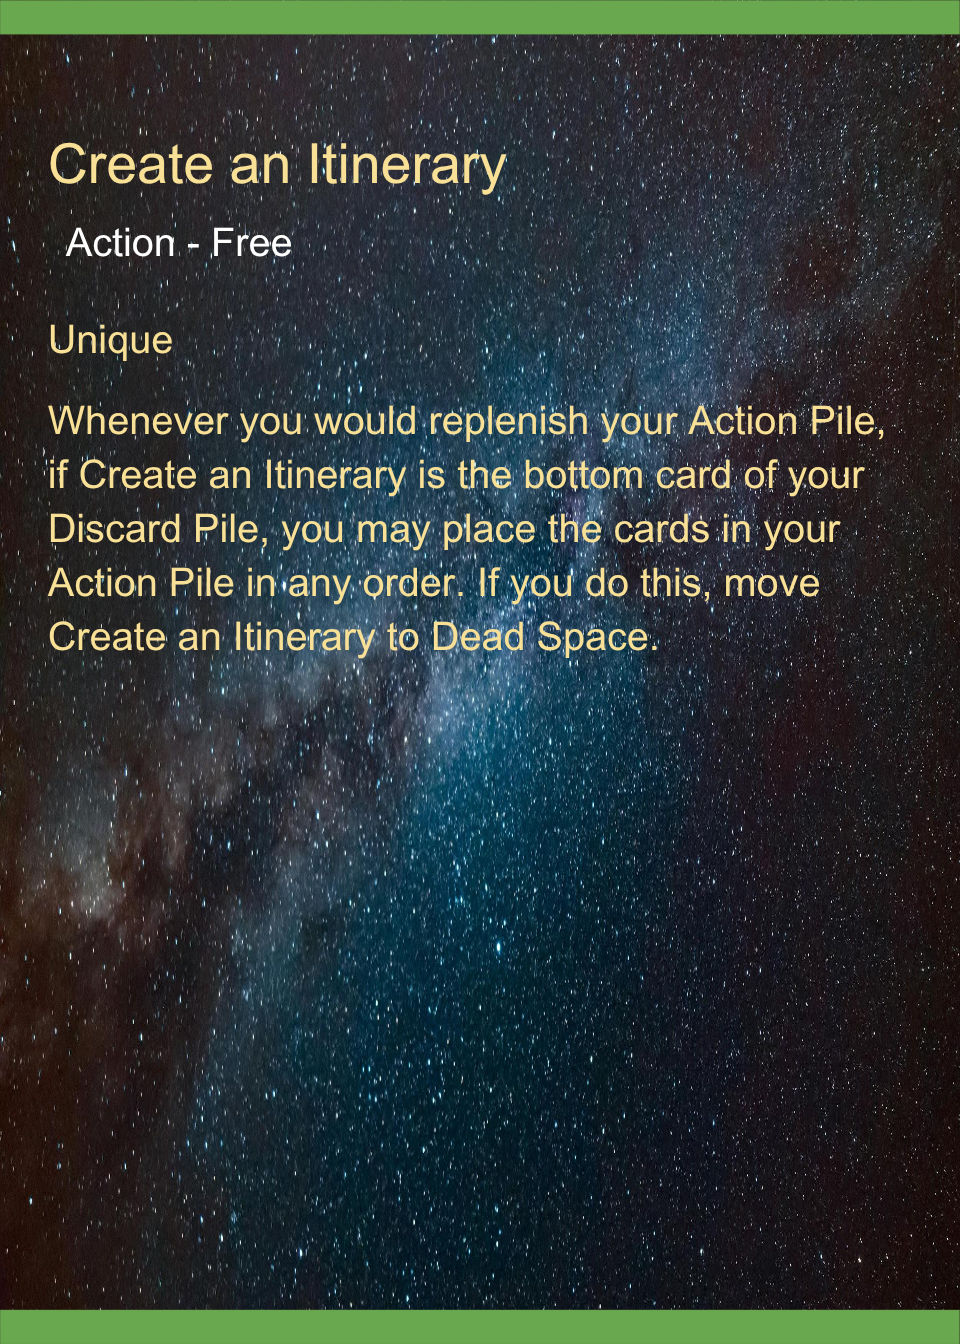 Create an Itinerary
Action - Free
Unique
Whenever you would replenish your Action Pile,
if Create an Itinerary is the bottom card of your
Discard Pile, you may place the cards in your
Action Pile in any order. If you do this, move
Create an Itinerary to Dead Space.